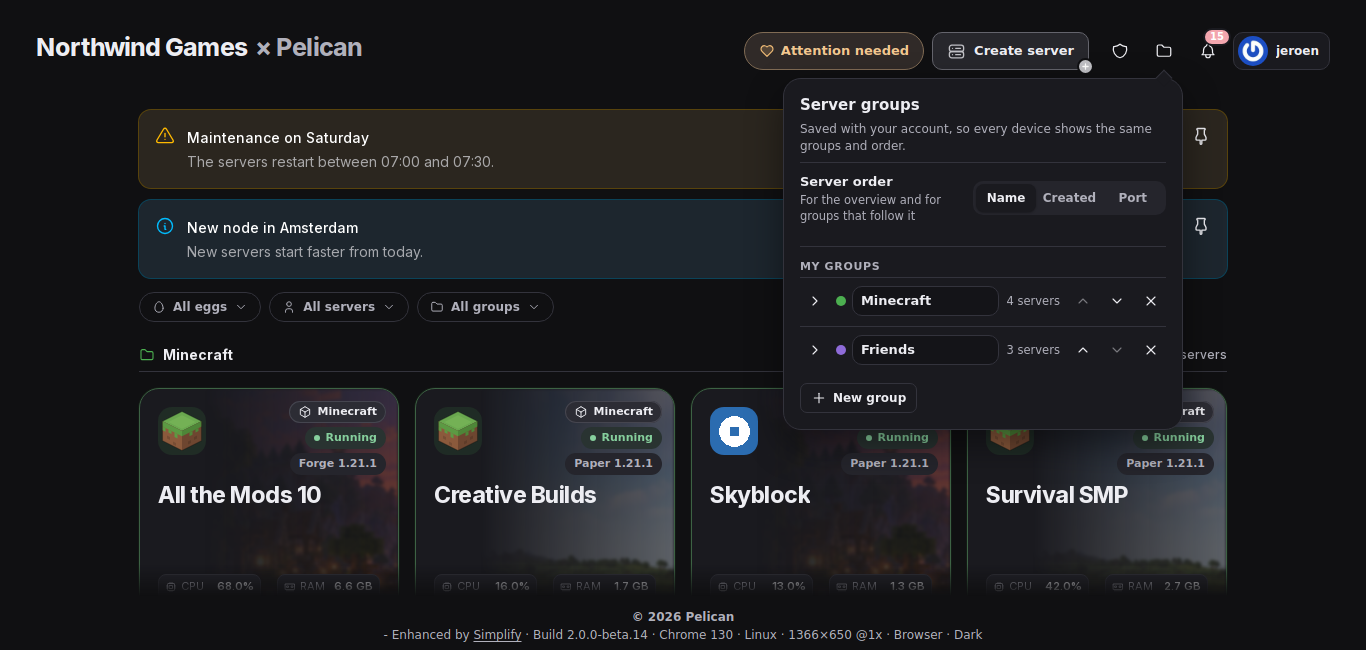 Northwind Games × Pelican
Attention needed
Create server
15
jeroen
Maintenance on Saturday
The servers restart between 07:00 and 07:30.
New node in Amsterdam
New servers start faster from today.
Server groups
Saved with your account, so every device shows the same
groups and order.
Server order
For the overview and for
groups that follow it
Name
Created
Port
MY GROUPS
Minecraft
4 servers
Friends
3 servers
New group
All eggs
All servers
All groups
Minecraft
servers
Minecraft
Running
Forge 1.21.1
All the Mods 10
CPU 68.0%
RAM 6.6 GB
Minecraft
Running
Paper 1.21.1
Creative Builds
CPU 16.0%
RAM 1.7 GB
Running
Paper 1.21.1
Skyblock
CPU 13.0%
RAM 1.3 GB
raft
Running
Paper 1.21.1
Survival SMP
CPU 42.0%
RAM 2.7 GB
© 2026 Pelican
- Enhanced by Simplify · Build 2.0.0-beta.14 · Chrome 130 · Linux · 1366×650 @1x · Browser · Dark